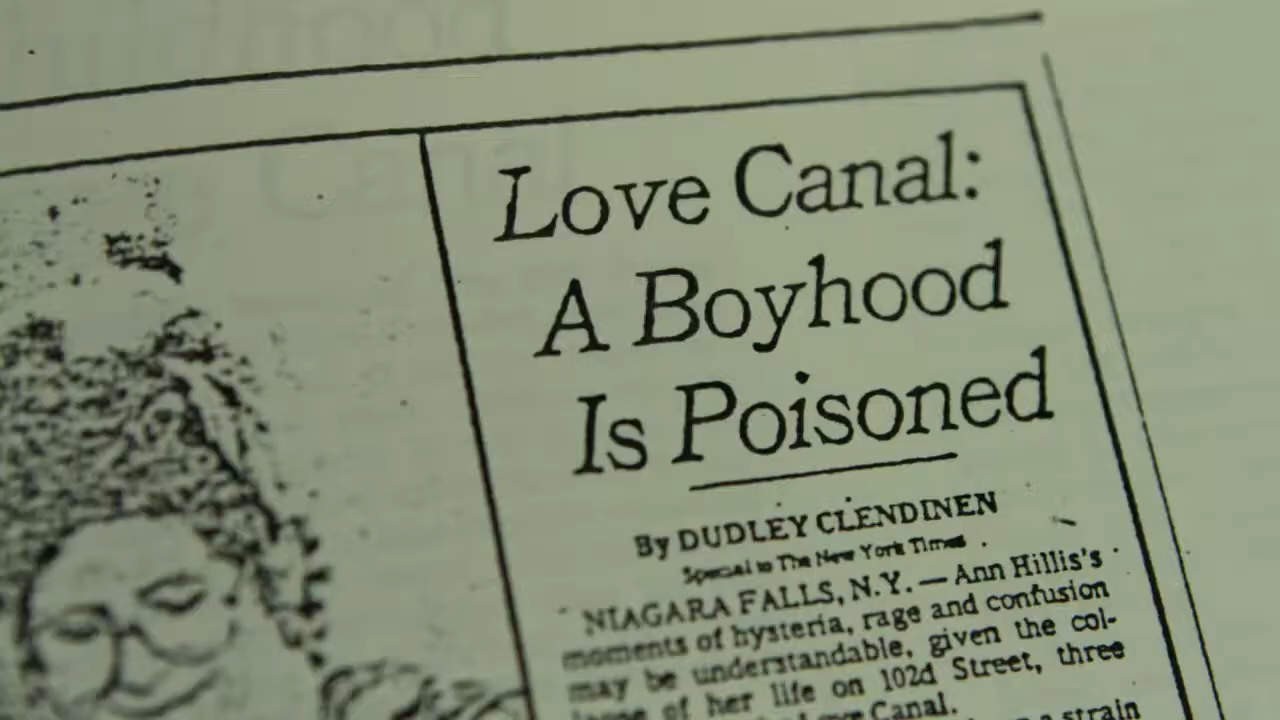 Love Canal:
A Boyhood
Is Poisoned
By DUDLEY CLENDINEN
Special to The New York Times
NIAGARA FALLS, N.Y. — Ann Hillis's
moments of hysteria, rage and confusion
may be understandable, given the col-
of her life on 102d Street, three
Love Canal.
a strain